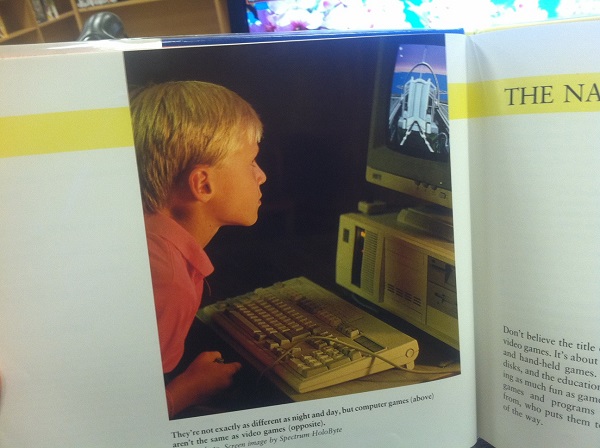 They're not exactly as different as night and day, but computer games (above)
aren't the same as video games (opposite).
Screen image by Spectrum HoloByte
THE NA
Don't believe the title
video games. It's about
and hand-held games.
disks, and the education
ing as much fun as game
games and programs
from, who puts them t
of the way.